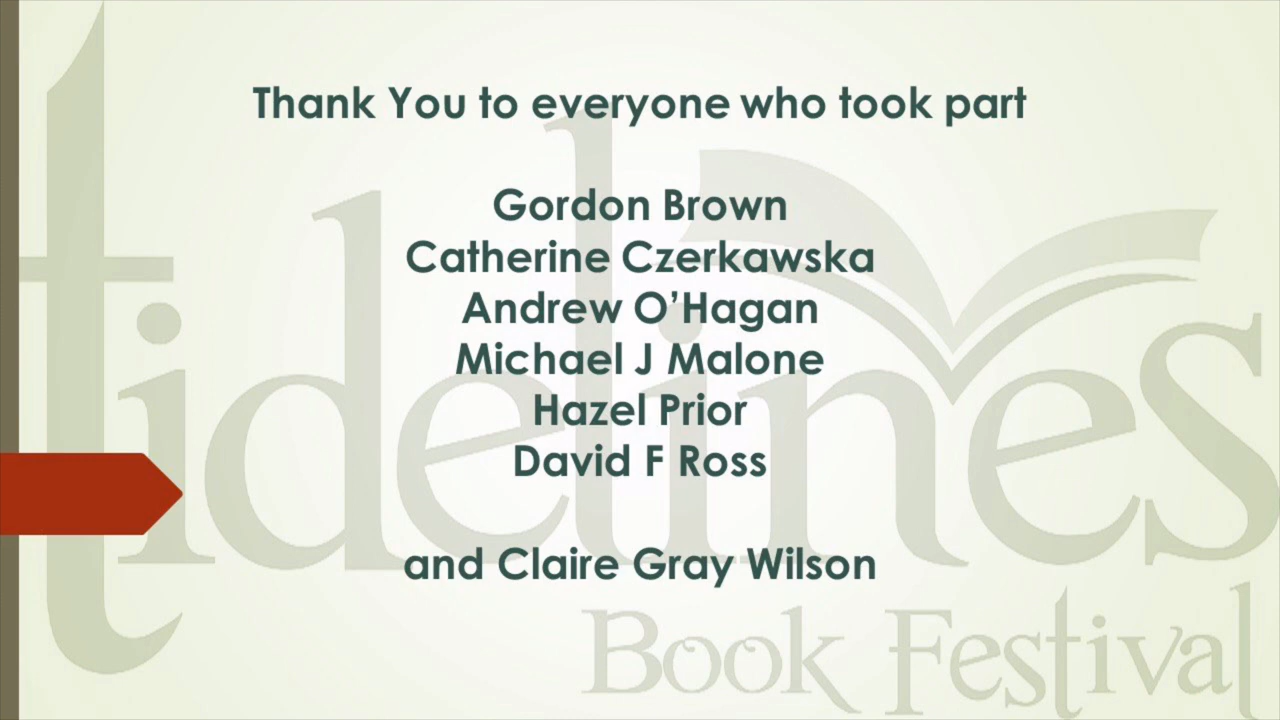 Thank You to everyone who took part
Gordon Brown
Catherine Czerkawska
Andrew O’Hagan
Michael J Malone
Hazel Prior
David F Ross
and Claire Gray Wilson
tidelines
Book Festival